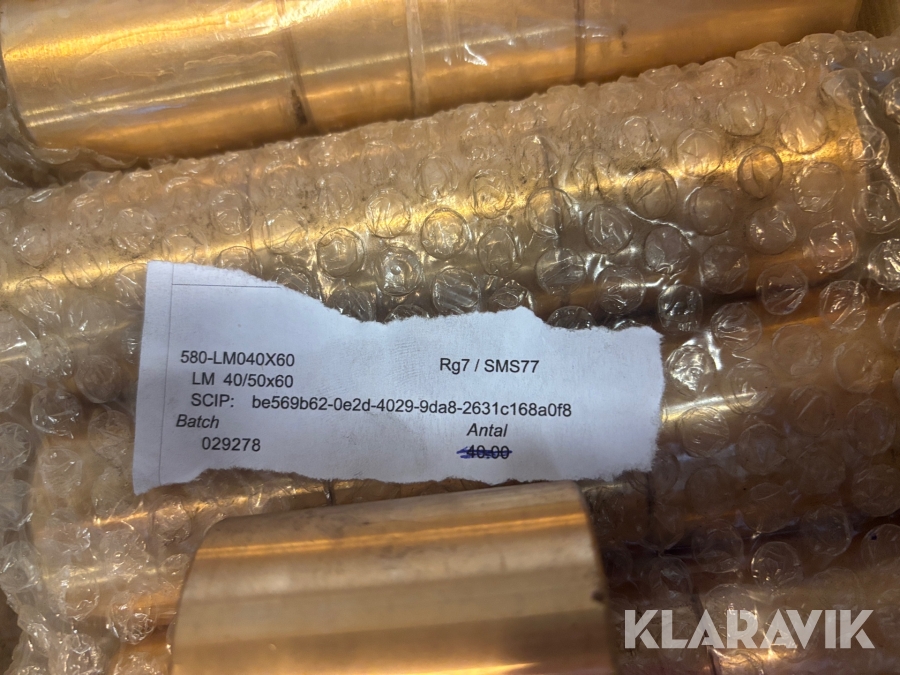 580-LM040X60 Rg7 / SMS77
LM 40/50x60
SCIP: be569b62-0e2d-4029-9da8-2631c168a0f8
Batch Antal
029278 40.00
KLARAVIK